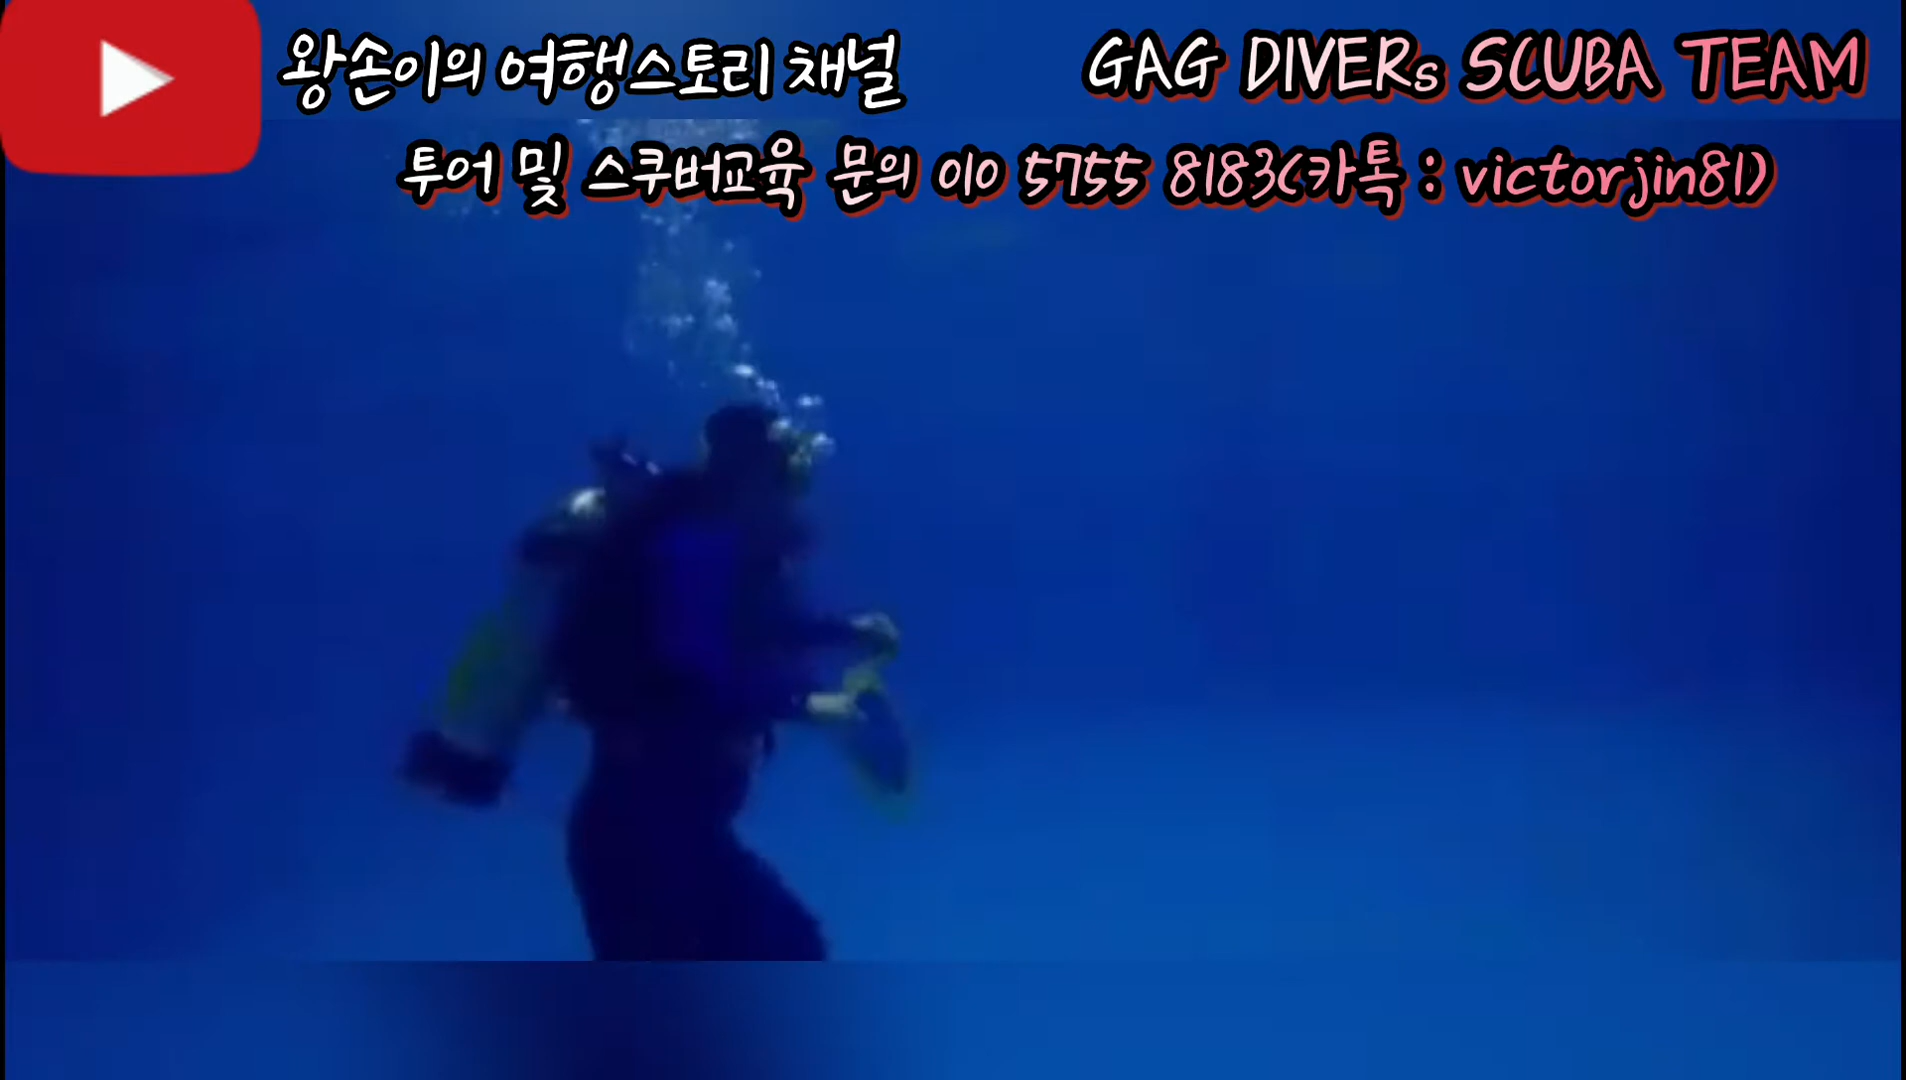 왕손이의 여행스토리 채널 GAG DIVERs SCUBA TEAM
투어 및 스쿠버교육 문의 010 5755 8183(카톡 : victorjin81)